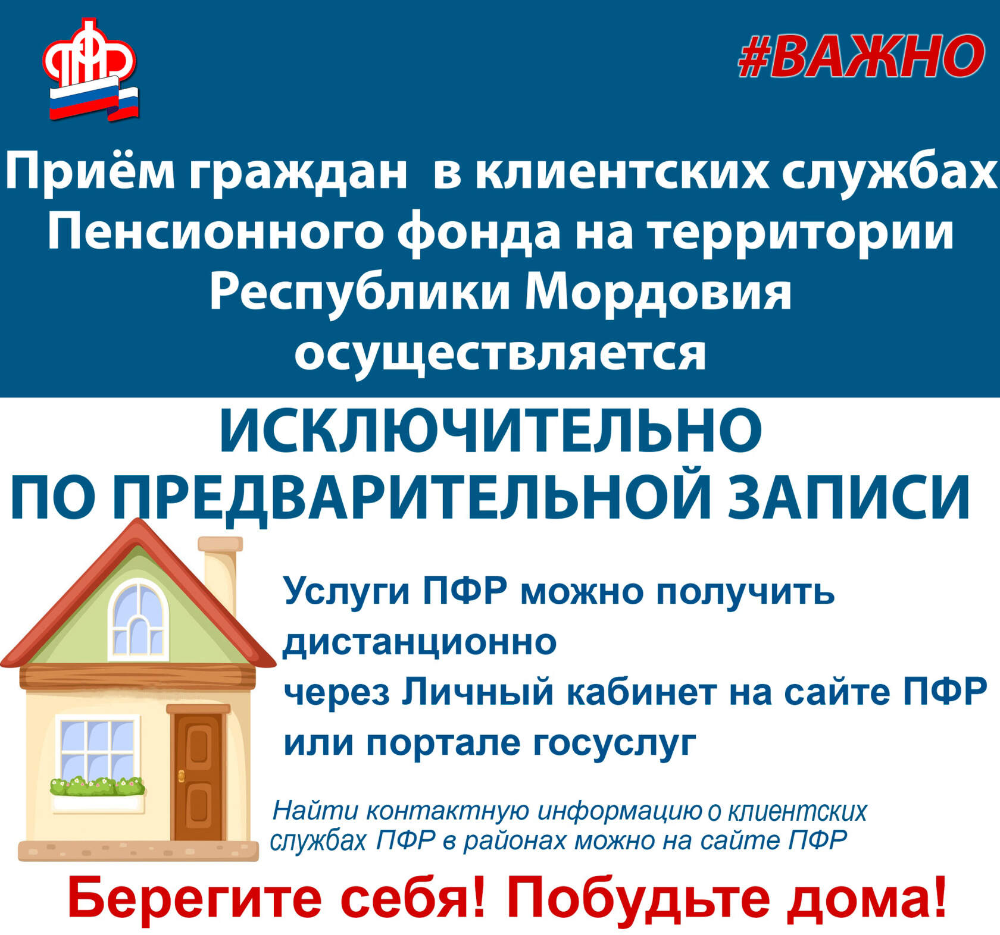 ПФР
#ВАЖНО
Приём граждан в клиентских службах
Пенсионного фонда на территории
Республики Мордовия
осуществляется
ИСКЛЮЧИТЕЛЬНО
ПО ПРЕДВАРИТЕЛЬНОЙ ЗАПИСИ
Услуги ПФР можно получить
дистанционно
через Личный кабинет на сайте ПФР
или портале госуслуг
Найти контактную информацию о клиентских
службах ПФР в районах можно на сайте ПФР
Берегите себя! Побудьте дома!